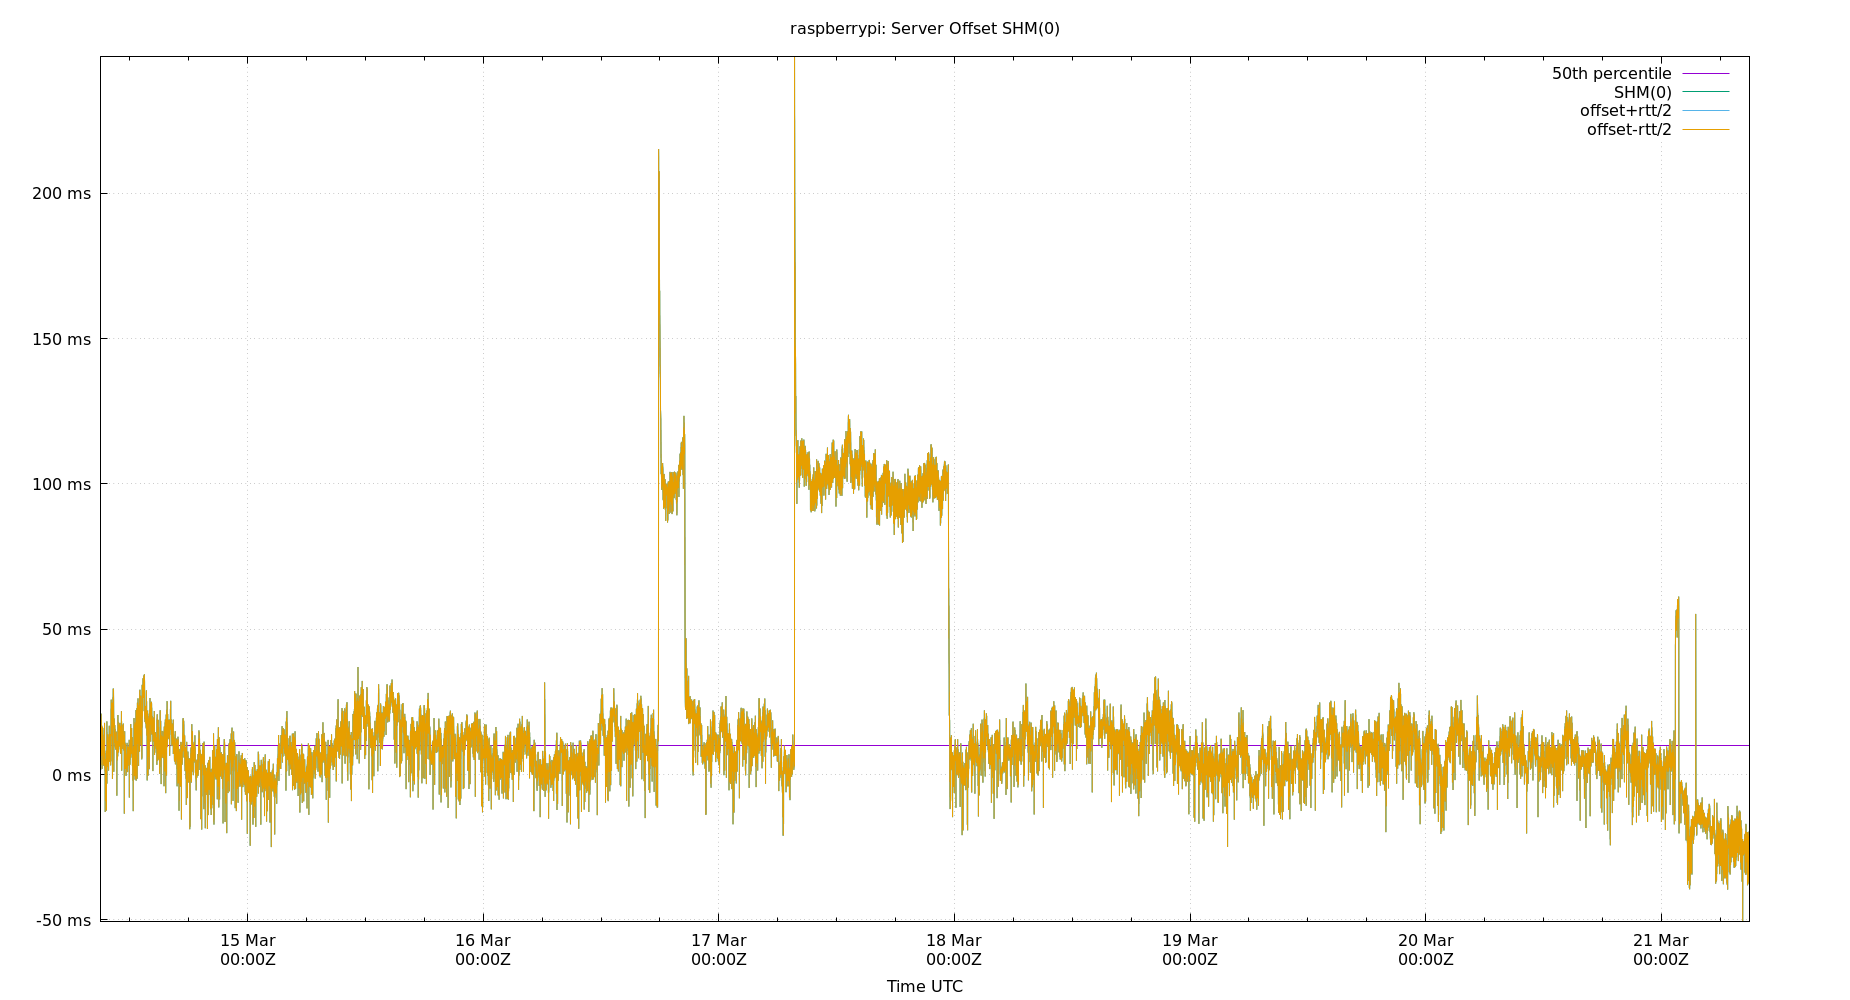 raspberrypi: Server Offset SHM(0)
50th percentile
SHM(0)
offset+rtt/2
offset-rtt/2
200 ms
150 ms
100 ms
50 ms
0 ms
-50 ms
15 Mar 16 Mar 17 Mar 18 Mar 19 Mar 20 Mar 21 Mar
00:00Z 00:00Z 00:00Z 00:00Z 00:00Z 00:00Z 00:00Z
Time UTC